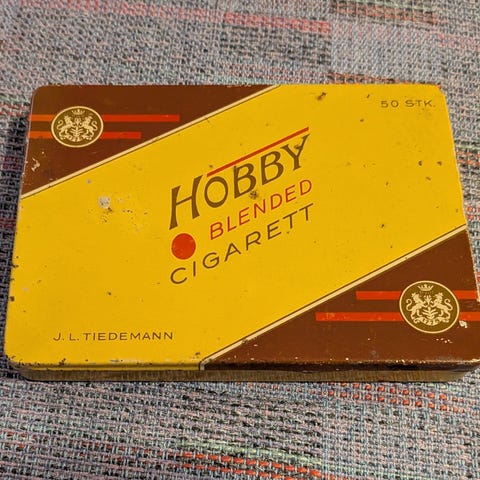 50 STK.
HOBBY
BLENDED
CIGARETT
J. L. TIEDEMANN